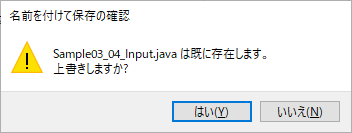 名前を付けて保存の確認
Sample03_04_Input.java は既に存在します。
上書きしますか?
はい(Y)
いいえ(N)